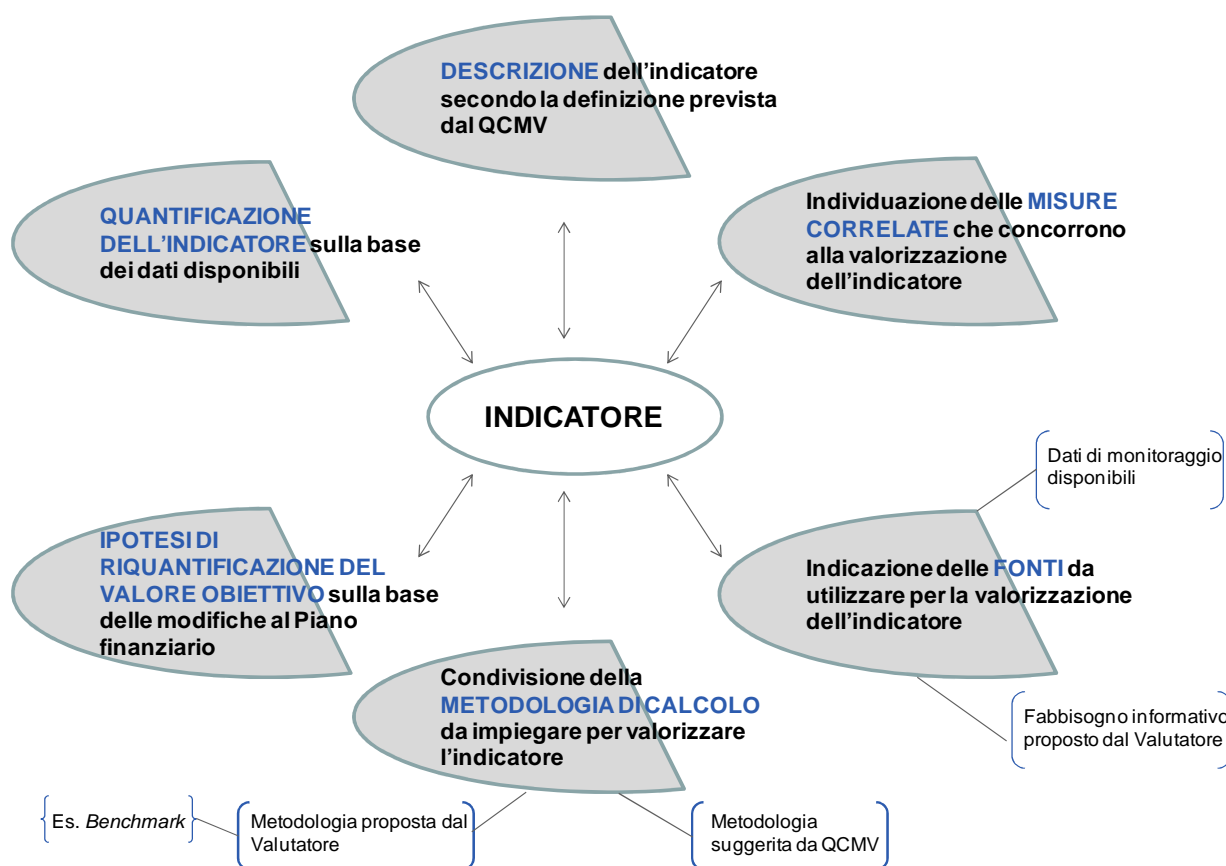 DESCRIZIONE dell'indicatore
secondo la definizione prevista
dal QCMV
QUANTIFICAZIONE
DELL'INDICATORE sulla base
dei dati disponibili
Individuazione delle MISURE
CORRELATE che concorrono
alla valorizzazione
dell'indicatore
INDICATORE
Dati di monitoraggio
disponibili
IPOTESI DI
RIQUANTIFICAZIONE DEL
VALORE OBIETTIVO sulla base
delle modifiche al Piano
finanziario
Indicazione delle FONTI da
utilizzare per la valorizzazione
dell'indicatore
Condivisione della
METODOLOGIA DI CALCOLO
da impiegare per valorizzare
l'indicatore
Fabbisogno informativo
proposto dal Valutatore
Es. Benchmark
Metodologia proposta dal
Valutatore
Metodologia
suggerita da QCMV